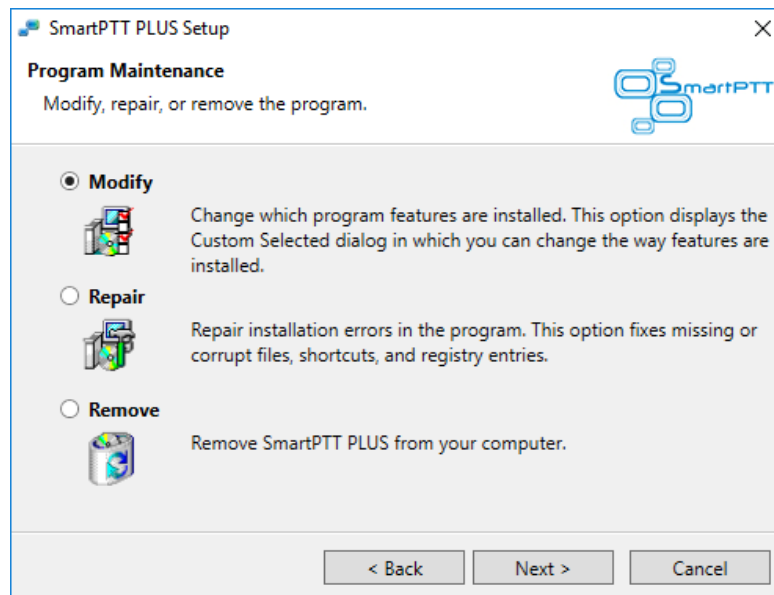 SmartPTT PLUS Setup
Program Maintenance
Modify, repair, or remove the program.
SmartPTT
Modify
Change which program features are installed. This option displays the
Custom Selected dialog in which you can change the way features are
installed.
Repair
Repair installation errors in the program. This option fixes missing or
corrupt files, shortcuts, and registry entries.
Remove
Remove SmartPTT PLUS from your computer.
< Back
Next >
Cancel